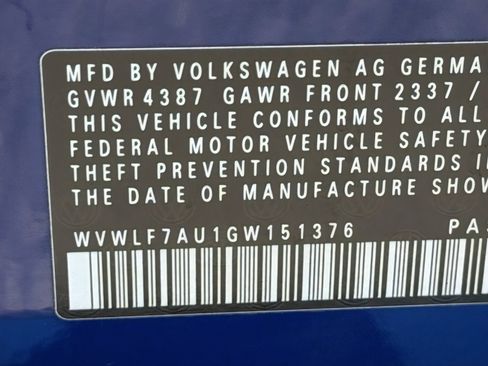 MFD BY VOLKSWAGEN AG GERMA
GVWR 4387 GAWR FRONT 2337 /
THIS VEHICLE CONFORMS TO ALL
FEDERAL MOTOR VEHICLE SAFETY
THEFT PREVENTION STANDARDS I
THE DATE OF MANUFACTURE SHOW
WVWLF7AU1GW151376 PA